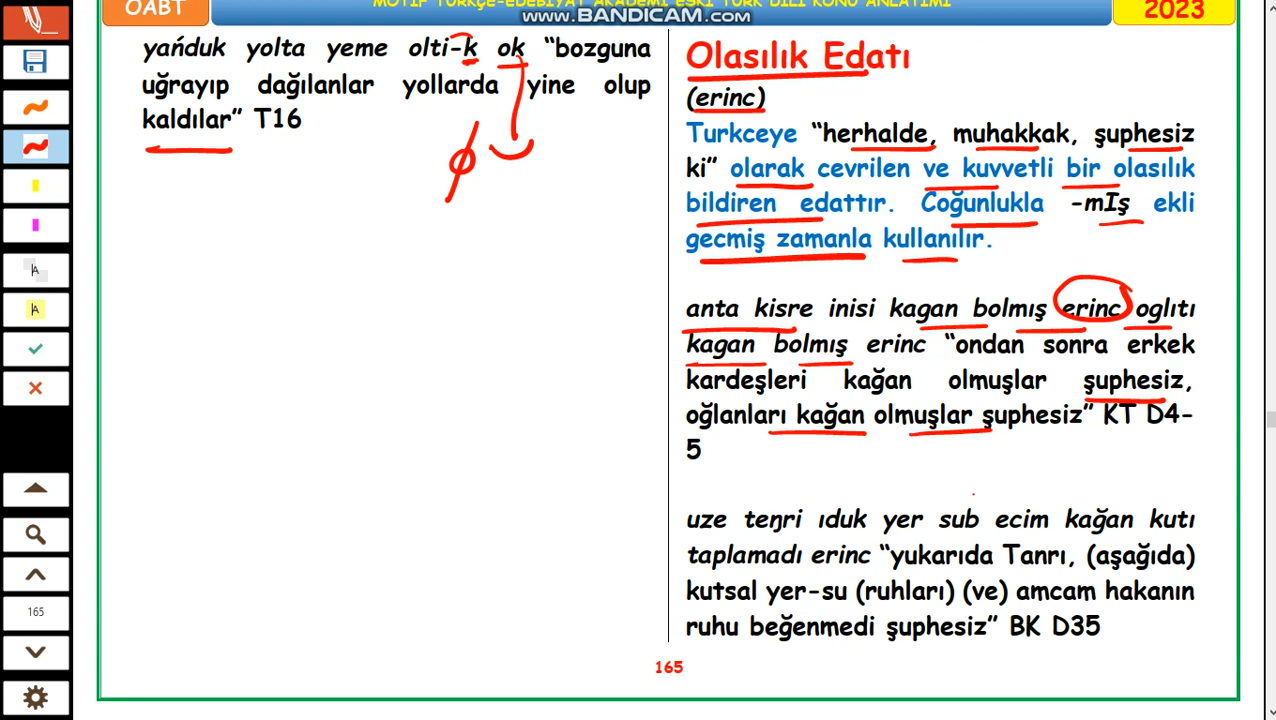 ÖABT
MOTİF TÜRKÇE-EDEBİYAT AKADEMİ ESKİ TÜRK DİLİ KONU ANLATIMI
2023
www.BANDICAM.com
yańduk yolta yeme olti-k ok “bozguna
uğrayıp dağılanlar yollarda yine olup
kaldılar” T16
Olasılık Edatı
(erinc)
Turkceye “herhalde, muhakkak, şuphesiz
ki” olarak cevrilen ve kuvvetli bir olasılık
bildiren edattır. Coğunlukla -mIş ekli
gecmiş zamanla kullanılır.
anta kisre inisi kagan bolmış erinc oglıtı
kagan bolmış erinc “ondan sonra erkek
kardeşleri kağan olmuşlar şuphesiz,
oğlanları kağan olmuşlar şuphesiz” KT D4-
5
uze teŋri ıduk yer sub ecim kağan kutı
taplamadı erinc “yukarıda Tanrı, (aşağıda)
kutsal yer-su (ruhları) (ve) amcam hakanın
ruhu beğenmedi şuphesiz” BK D35
165
165